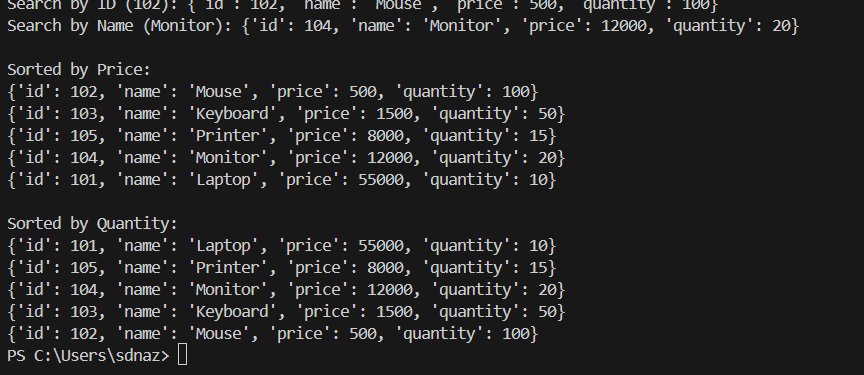 Search by ID (102): {'id': 102, 'name': 'Mouse', 'price': 500, 'quantity': 100}
Search by Name (Monitor): {'id': 104, 'name': 'Monitor', 'price': 12000, 'quantity': 20}
Sorted by Price:
{'id': 102, 'name': 'Mouse', 'price': 500, 'quantity': 100}
{'id': 103, 'name': 'Keyboard', 'price': 1500, 'quantity': 50}
{'id': 105, 'name': 'Printer', 'price': 8000, 'quantity': 15}
{'id': 104, 'name': 'Monitor', 'price': 12000, 'quantity': 20}
{'id': 101, 'name': 'Laptop', 'price': 55000, 'quantity': 10}
Sorted by Quantity:
{'id': 101, 'name': 'Laptop', 'price': 55000, 'quantity': 10}
{'id': 105, 'name': 'Printer', 'price': 8000, 'quantity': 15}
{'id': 104, 'name': 'Monitor', 'price': 12000, 'quantity': 20}
{'id': 103, 'name': 'Keyboard', 'price': 1500, 'quantity': 50}
{'id': 102, 'name': 'Mouse', 'price': 500, 'quantity': 100}
PS C:\Users\sdnaz>